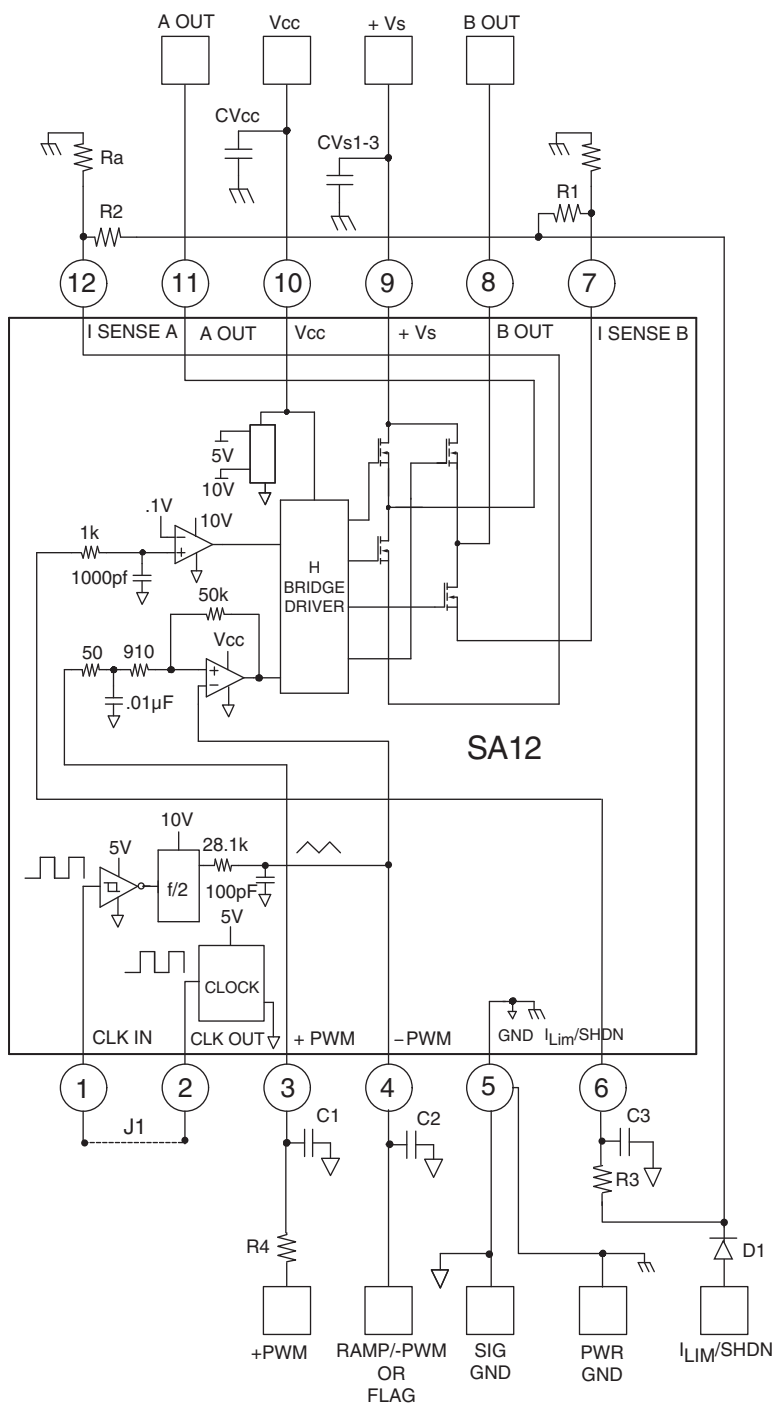 A OUT
Vcc
+ Vs
B OUT
CVcc
CVs1-3
Ra
R2
R1
12
11
10
9
8
7
I SENSE A
A OUT
Vcc
+ Vs
B OUT
I SENSE B
5V
10V
.1V
10V
1k
1000pf
H
BRIDGE
DRIVER
50k
50
910
Vcc
.01µF
SA12
10V
5V
28.1k
f/2
100pF
5V
CLOCK
CLK IN
CLK OUT
+ PWM
–PWM
GND
ILim/SHDN
1
2
3
4
5
6
J1
C1
C2
C3
R3
R4
D1
+PWM
RAMP/-PWM
OR
FLAG
SIG
GND
PWR
GND
ILIM/SHDN